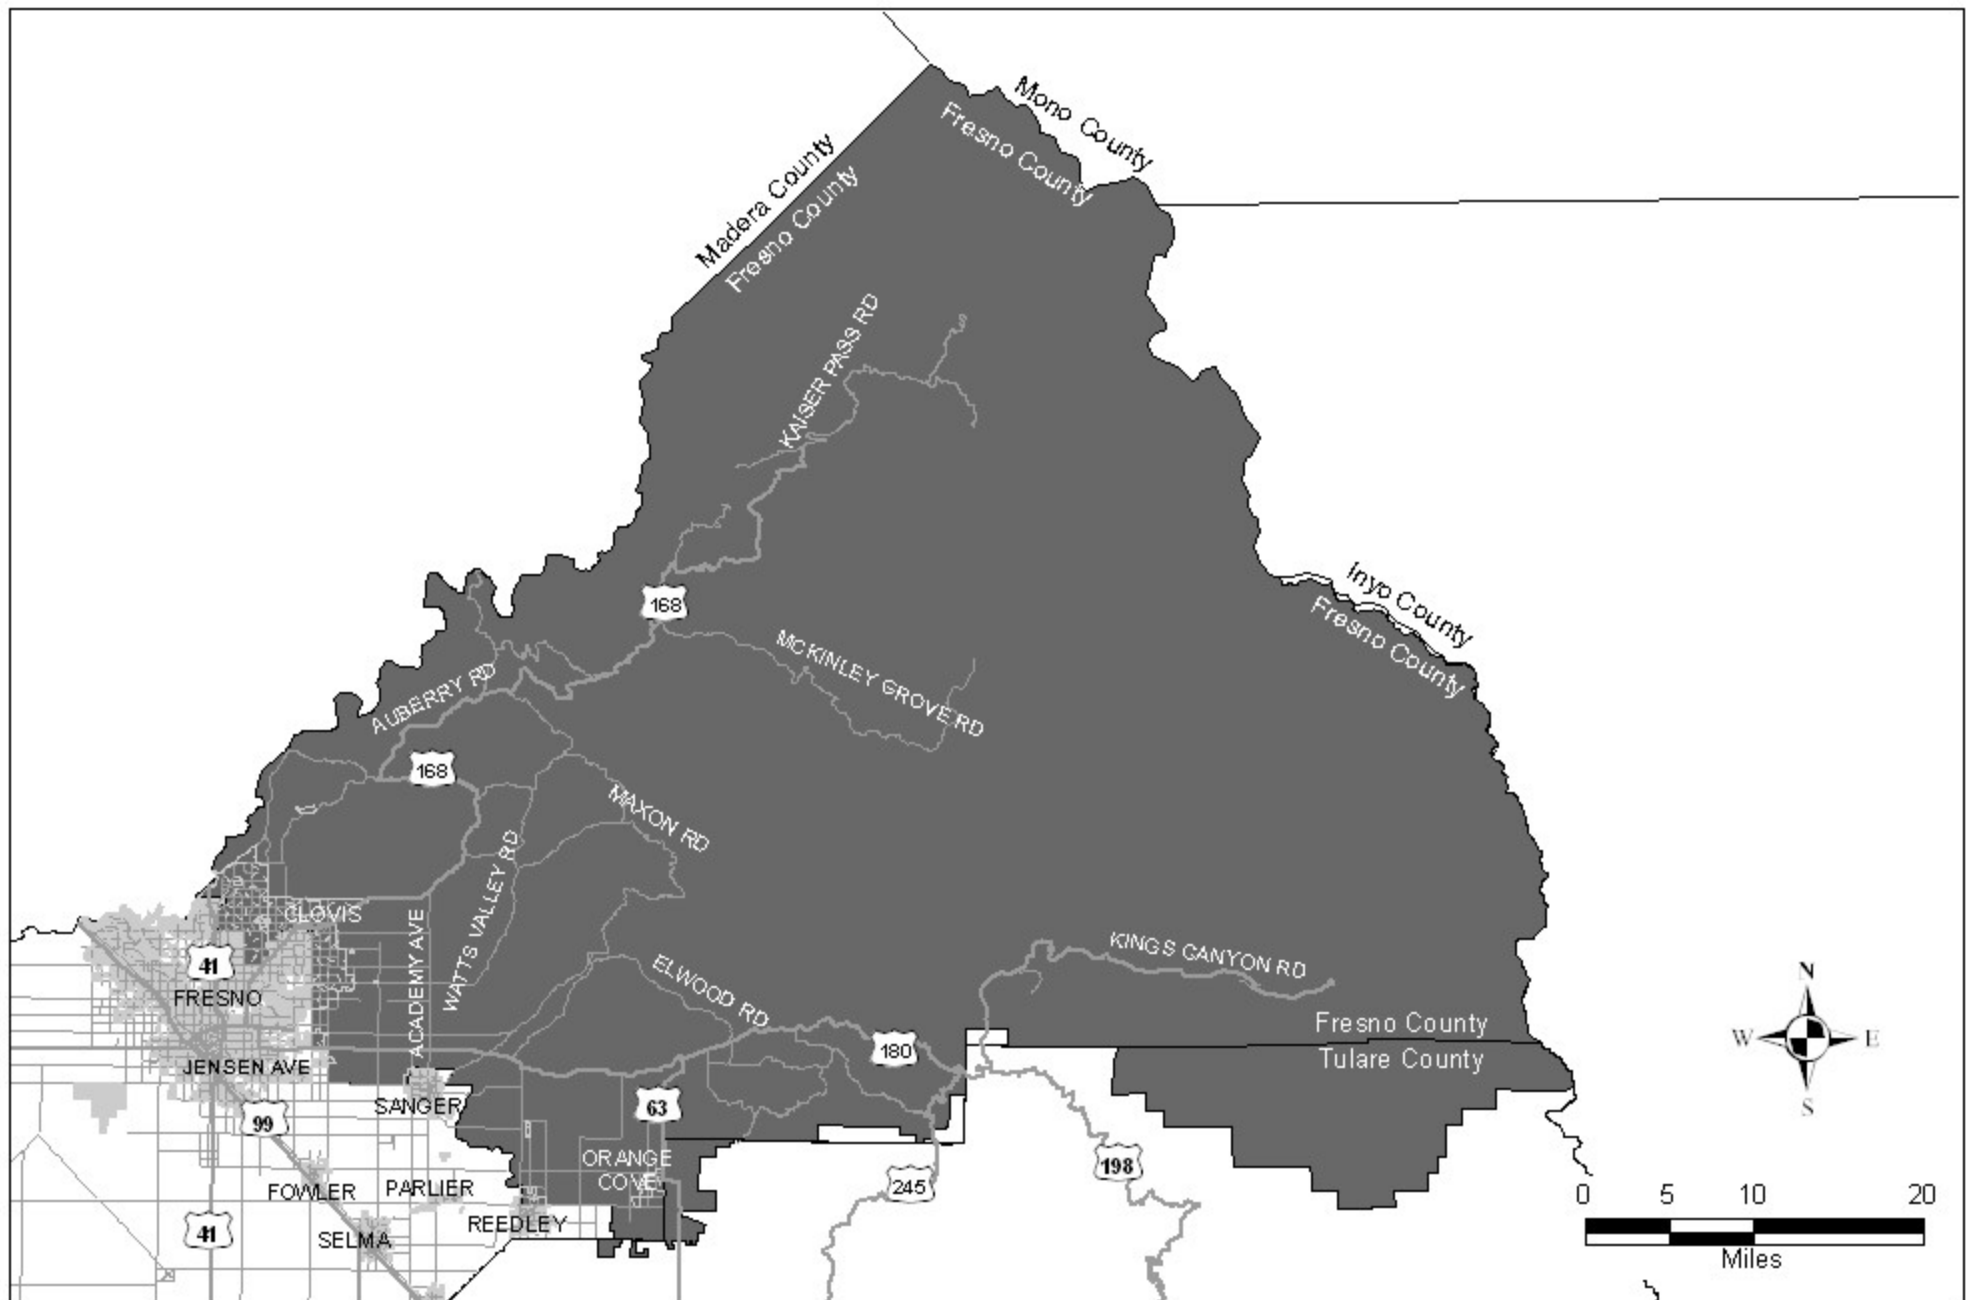 Mono County
Fresno County
Madera County
Fresno County
KAISER PASS RD
Inyo County
Fresno County
168
MCKINLEY GROVE RD
AUBERRY RD
168
MAXON RD
WATTS VALLEY RD
CLOVIS
ACADEMY AVE
41
FRESNO
ELWOOD RD
KINGS CANYON RD
N
W E
S
Fresno County
Tulare County
180
JENSEN AVE
SANGER
63
99
ORANGE
COVE
198
245
FOWLER
PARLIER
REEDLEY
41
SELMA
0 5 10 20
Miles